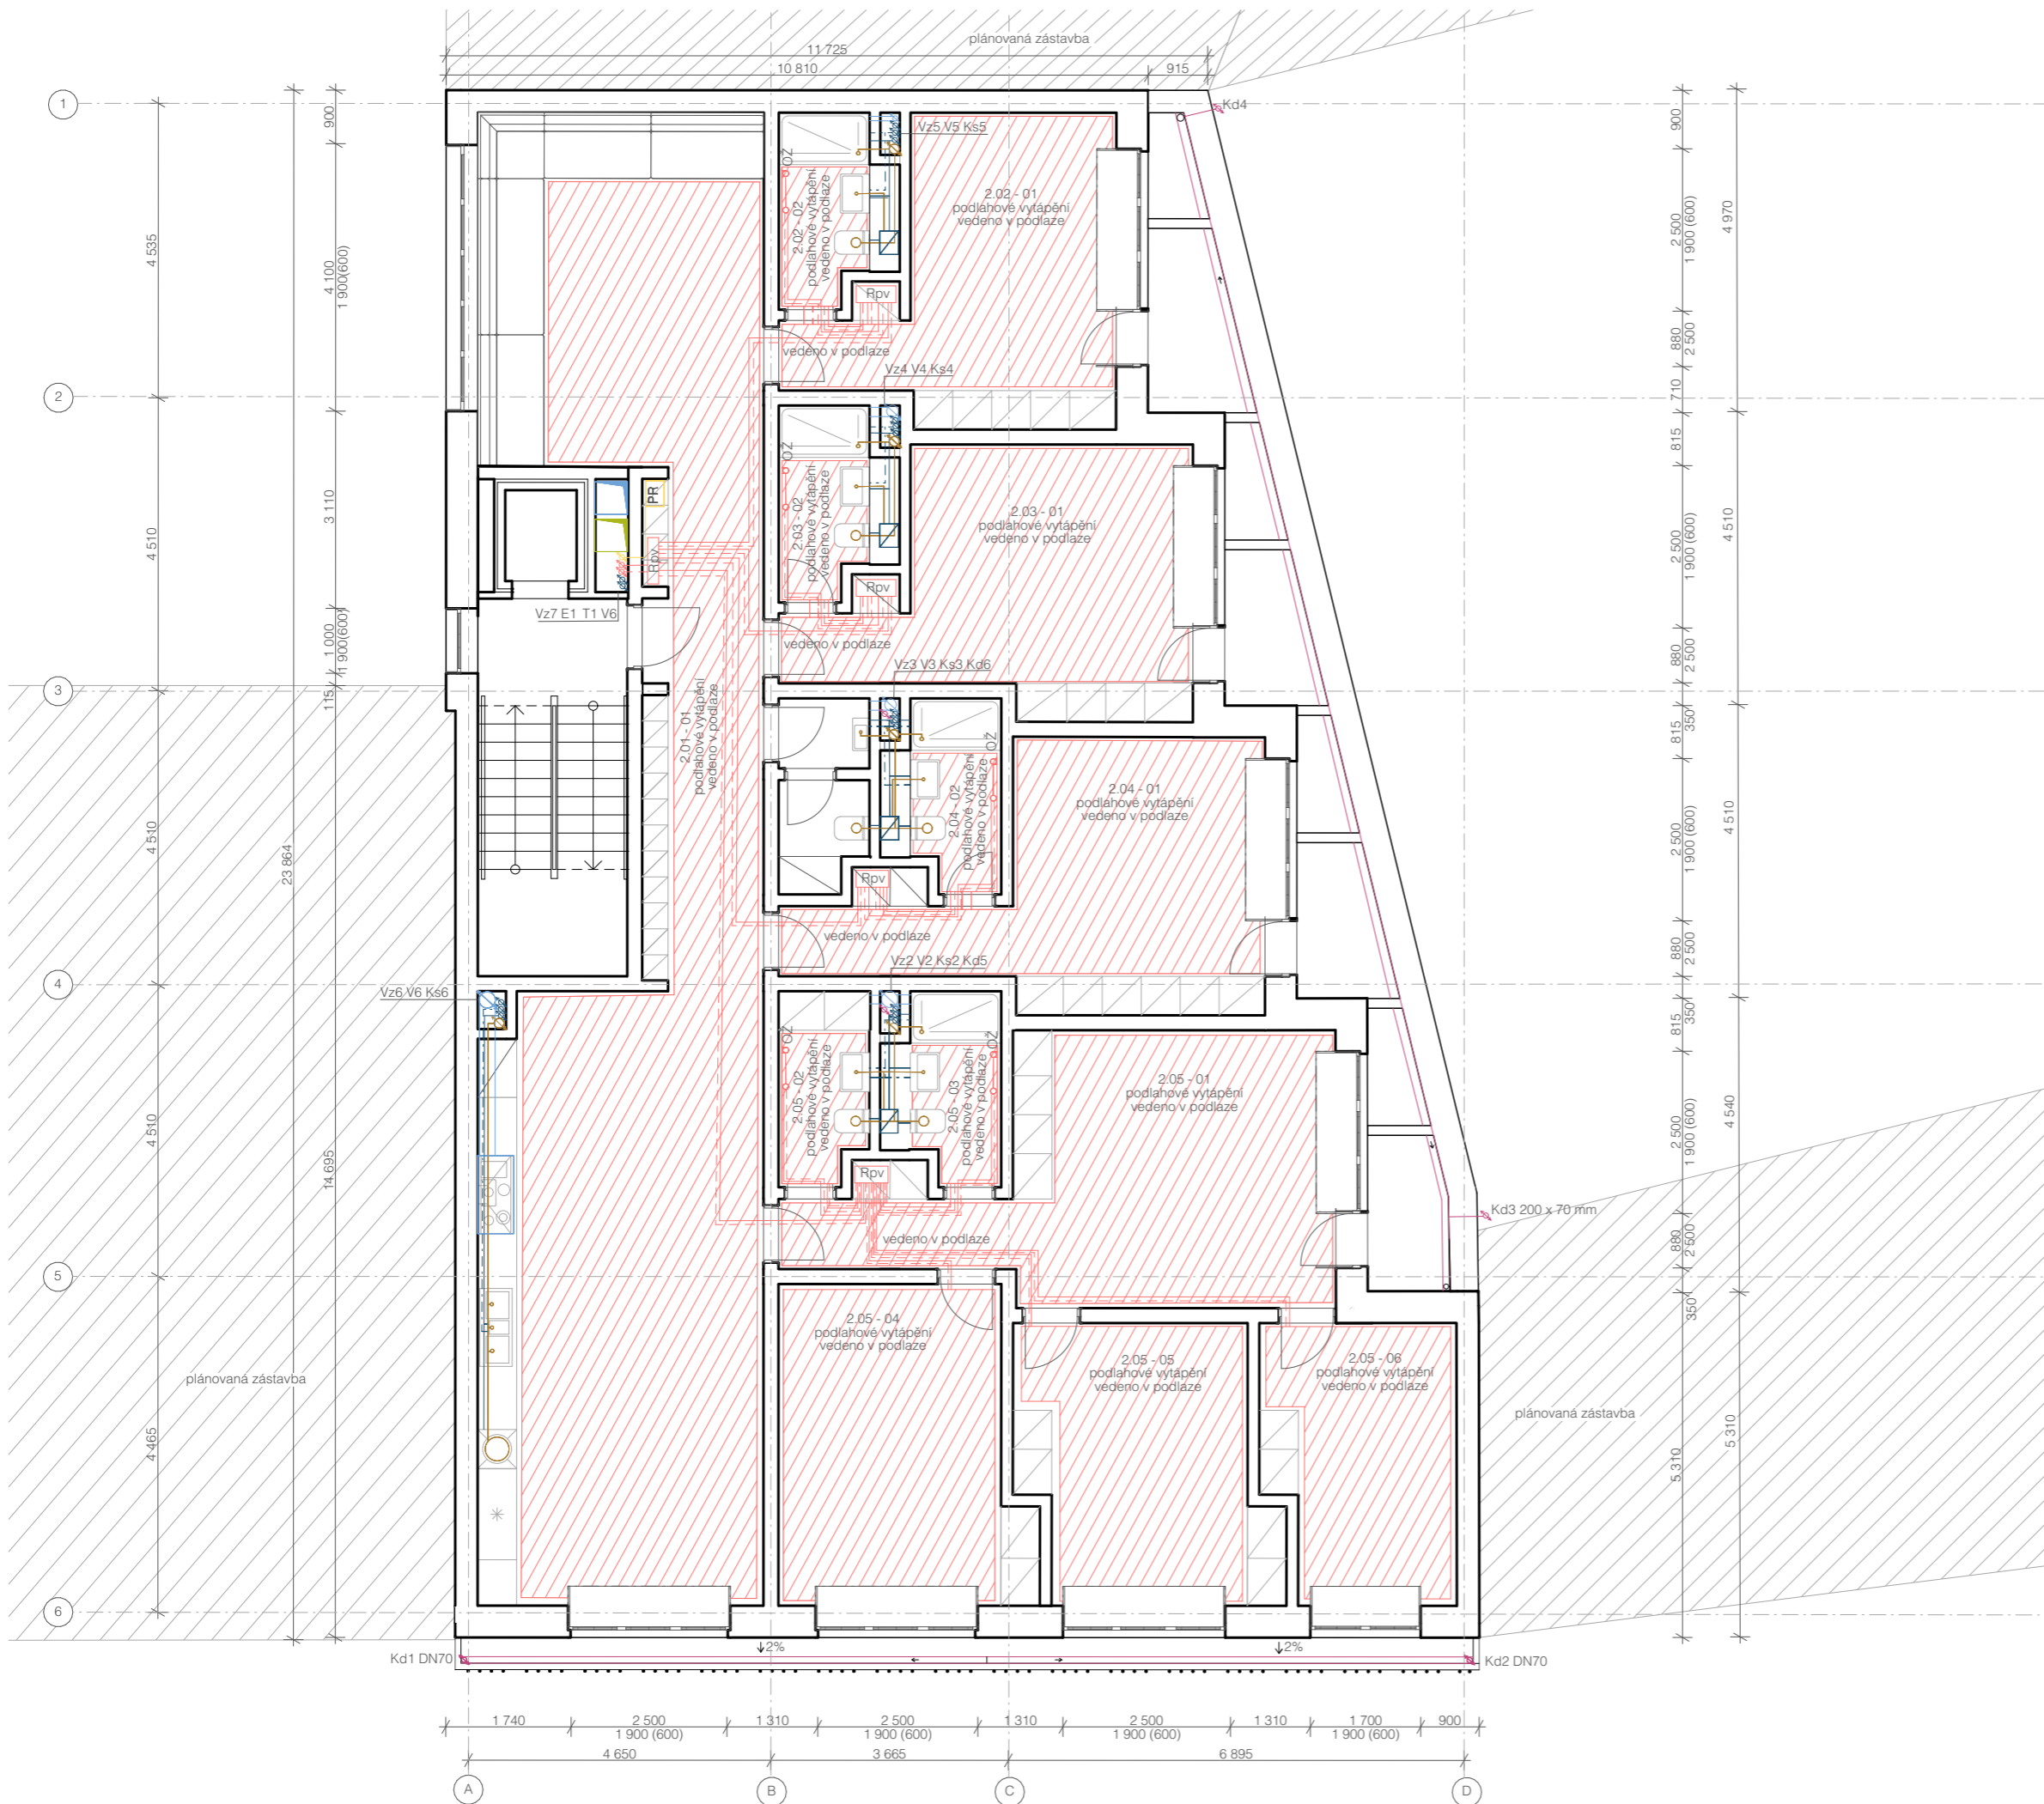 plánovaná zástavba
11 725
10 810
915
1
2
3
4
5
6
A
B
C
D
Kd4
Vz5 V5 Ks5
OŽ
2.02 - 02
podlahové vytápění
vedeno v podlaze
2.02 - 01
podlahové vytápění
vedeno v podlaze
Rpv
vedeno v podlaze
Vz4 V4 Ks4
OŽ
2.03 - 02
podlahové vytápění
vedeno v podlaze
2.03 - 01
podlahové vytápění
vedeno v podlaze
Rpv
vedeno v podlaze
PR
Rpv
Vz7 E1 T1 V6
2.01 - 01
podlahové vytápění
vedeno v podlaze
Vz3 V3 Ks3 Kd6
OŽ
2.04 - 02
podlahové vytápění
vedeno v podlaze
2.04 - 01
podlahové vytápění
vedeno v podlaze
Rpv
vedeno v podlaze
Vz2 V2 Ks2 Kd5
Vz6 V6 Ks6
OŽ
OŽ
2.05 - 02
podlahové vytápění
vedeno v podlaze
2.05 - 03
podlahové vytápění
vedeno v podlaze
2.05 - 01
podlahové vytápění
vedeno v podlaze
Rpv
vedeno v podlaze
Kd3 200 x 70 mm
2.05 - 04
podlahové vytápění
vedeno v podlaze
2.05 - 05
podlahové vytápění
vedeno v podlaze
2.05 - 06
podlahové vytápění
vedeno v podlaze
plánovaná zástavba
plánovaná zástavba
Kd1 DN70
2%
2%
Kd2 DN70
4 535
4 510
4 510
4 510
4 465
23 864
900
4 100
1 900(600)
3 110
1 000
1 900(600)
115
14 695
900
2 500
1 900 (600)
880
2 500
710
815
2 500
1 900 (600)
880
2 500
350
815
2 500
1 900 (600)
880
2 500
350
815
2 500
1 900 (600)
880
2 500
350
5 310
4 970
4 510
4 510
4 540
5 310
1 740
2 500
1 900 (600)
1 310
2 500
1 900 (600)
1 310
2 500
1 900 (600)
1 310
1 700
1 900 (600)
900
4 650
3 665
6 895